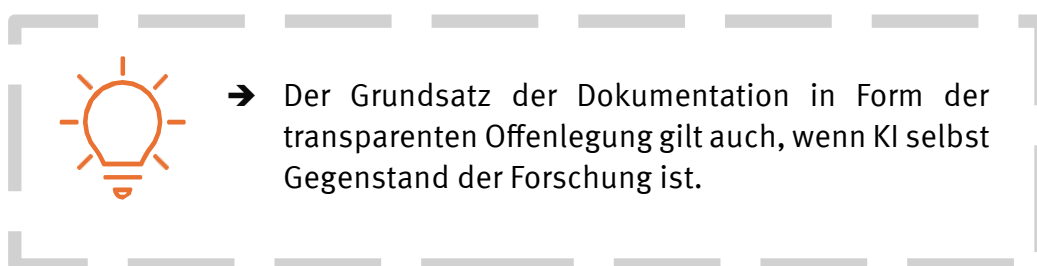 ➔ Der Grundsatz der Dokumentation in Form der
transparenten Offenlegung gilt auch, wenn KI selbst
Gegenstand der Forschung ist.